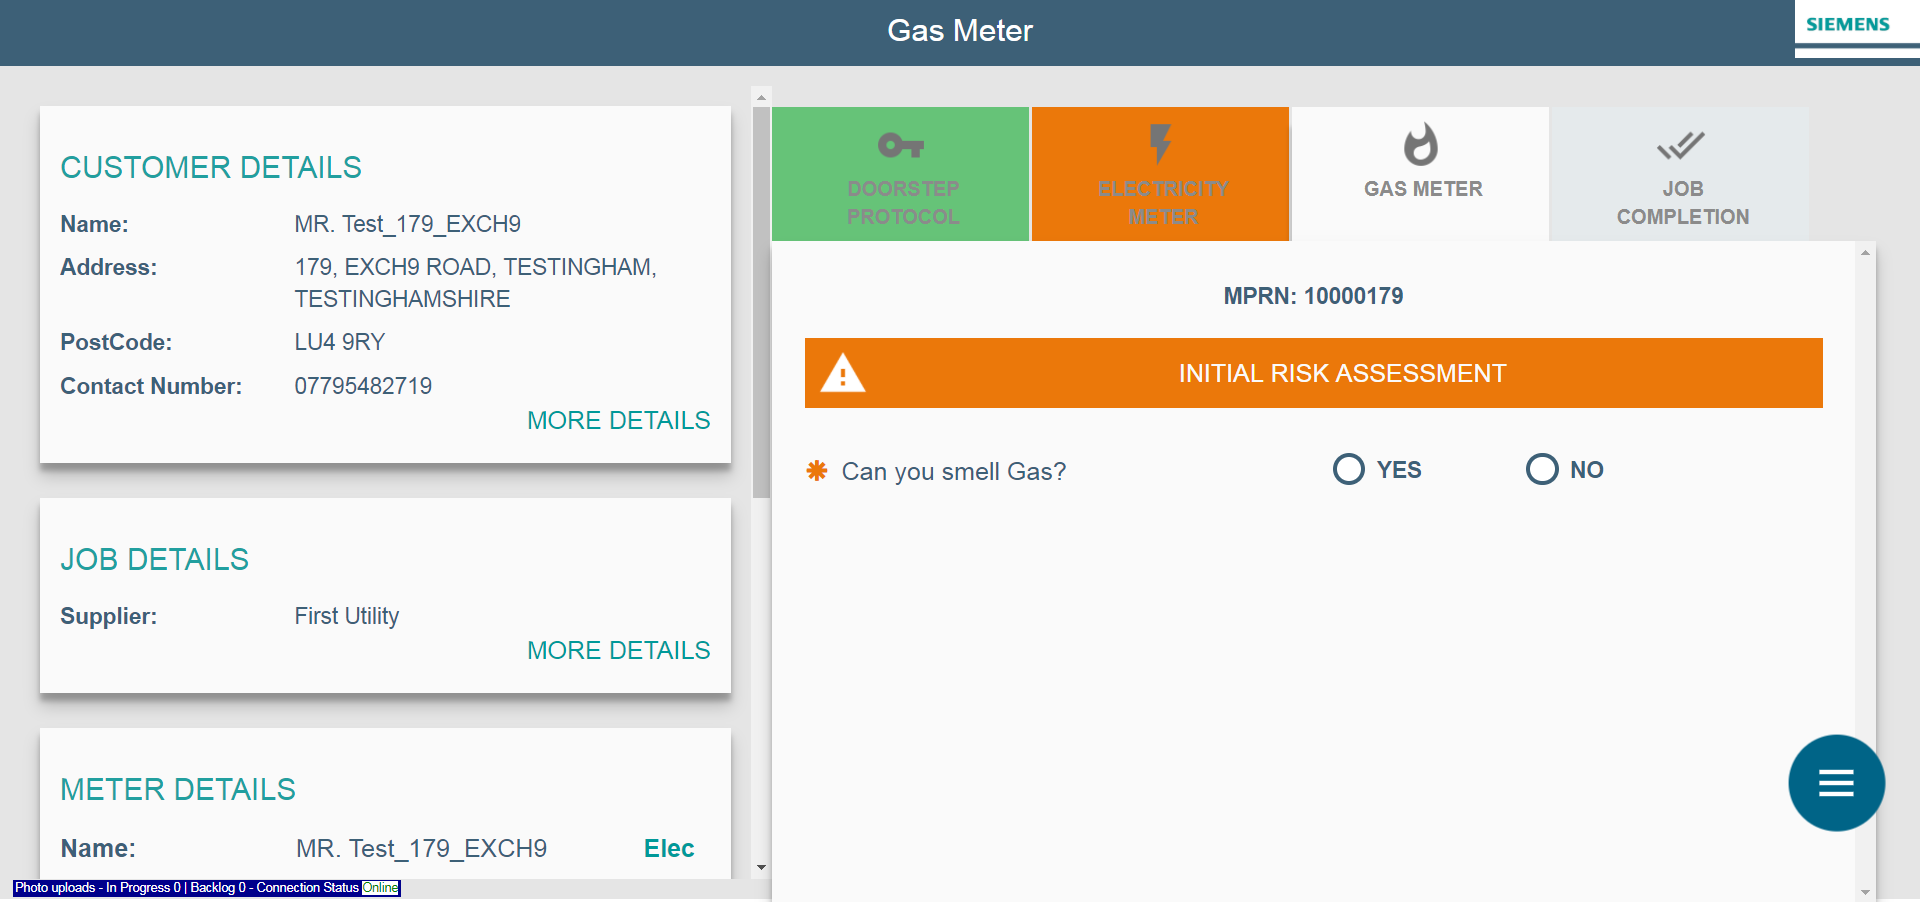 Gas Meter
SIEMENS
CUSTOMER DETAILS
Name: MR. Test_179_EXCH9
Address: 179, EXCH9 ROAD, TESTINGHAM,
TESTINGHAMSHIRE
PostCode: LU4 9RY
Contact Number: 07795482719
MORE DETAILS
JOB DETAILS
Supplier: First Utility
MORE DETAILS
METER DETAILS
Name: MR. Test_179_EXCH9 Elec
Photo uploads - In Progress 0 | Backlog 0 - Connection Status Online
DOORSTEP
PROTOCOL
ELECTRICITY
METER
GAS METER
JOB
COMPLETION
MPRN: 10000179
INITIAL RISK ASSESSMENT
Can you smell Gas? YES NO